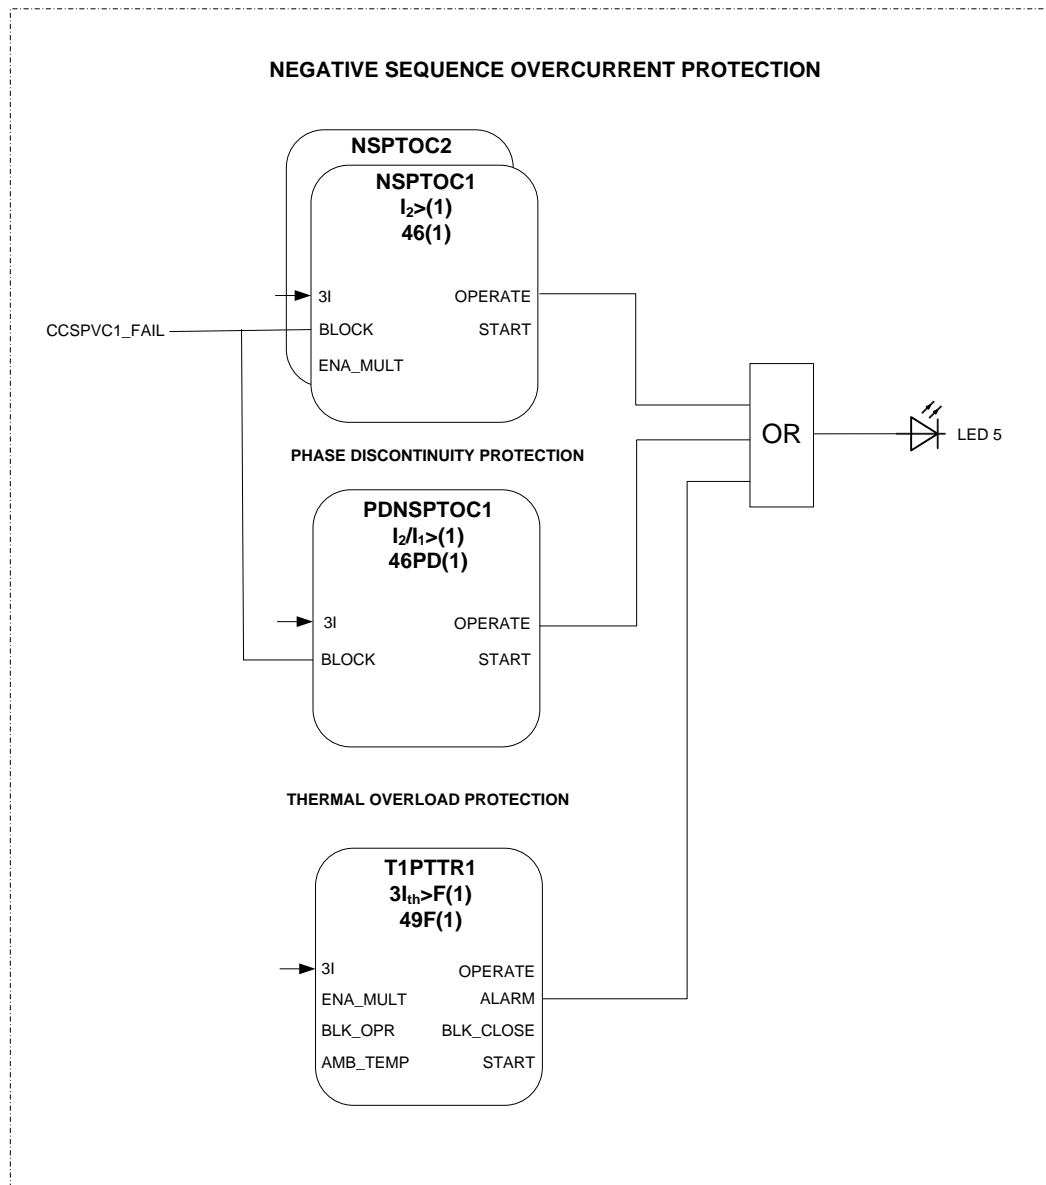 NEGATIVE SEQUENCE OVERCURRENT PROTECTION
NSPTOC2
NSPTOC1
I₂>(1)
46(1)
3I OPERATE
CCSPVC1_FAIL BLOCK START
ENA_MULT
OR
LED 5
PHASE DISCONTINUITY PROTECTION
PDNSPTOC1
I₂/I₁>(1)
46PD(1)
3I OPERATE
BLOCK START
THERMAL OVERLOAD PROTECTION
T1PTTR1
3Iₜₕ>F(1)
49F(1)
3I OPERATE
ENA_MULT ALARM
BLK_OPR BLK_CLOSE
AMB_TEMP START